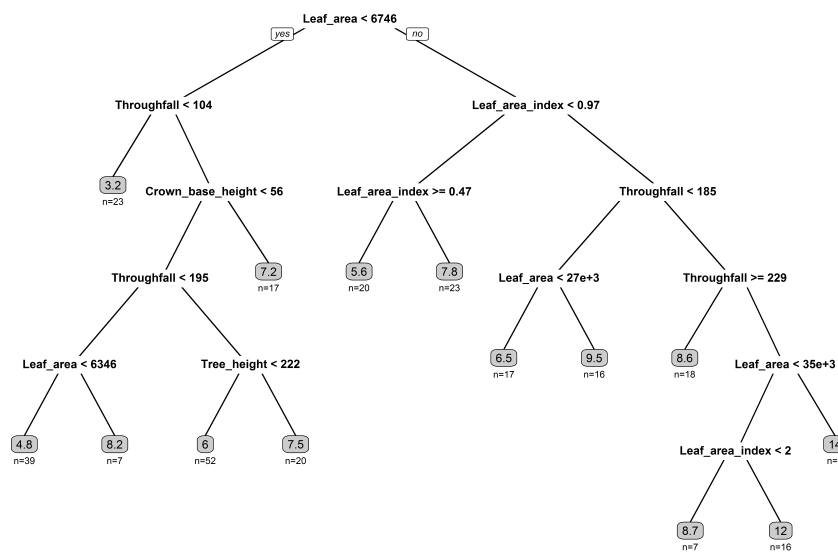 Leaf_area < 6746
yes
no
Throughfall < 104
Leaf_area_index < 0.97
3.2
n=23
Crown_base_height < 56
Leaf_area_index >= 0.47
Throughfall < 185
Throughfall < 195
7.2
n=17
5.6
n=20
7.8
n=23
Leaf_area < 27e+3
Throughfall >= 229
Leaf_area < 6346
Tree_height < 222
6.5
n=17
9.5
n=16
8.6
n=18
Leaf_area < 35e+3
4.8
n=39
8.2
n=7
6
n=52
7.5
n=20
Leaf_area_index < 2
14
n=
8.7
n=7
12
n=16